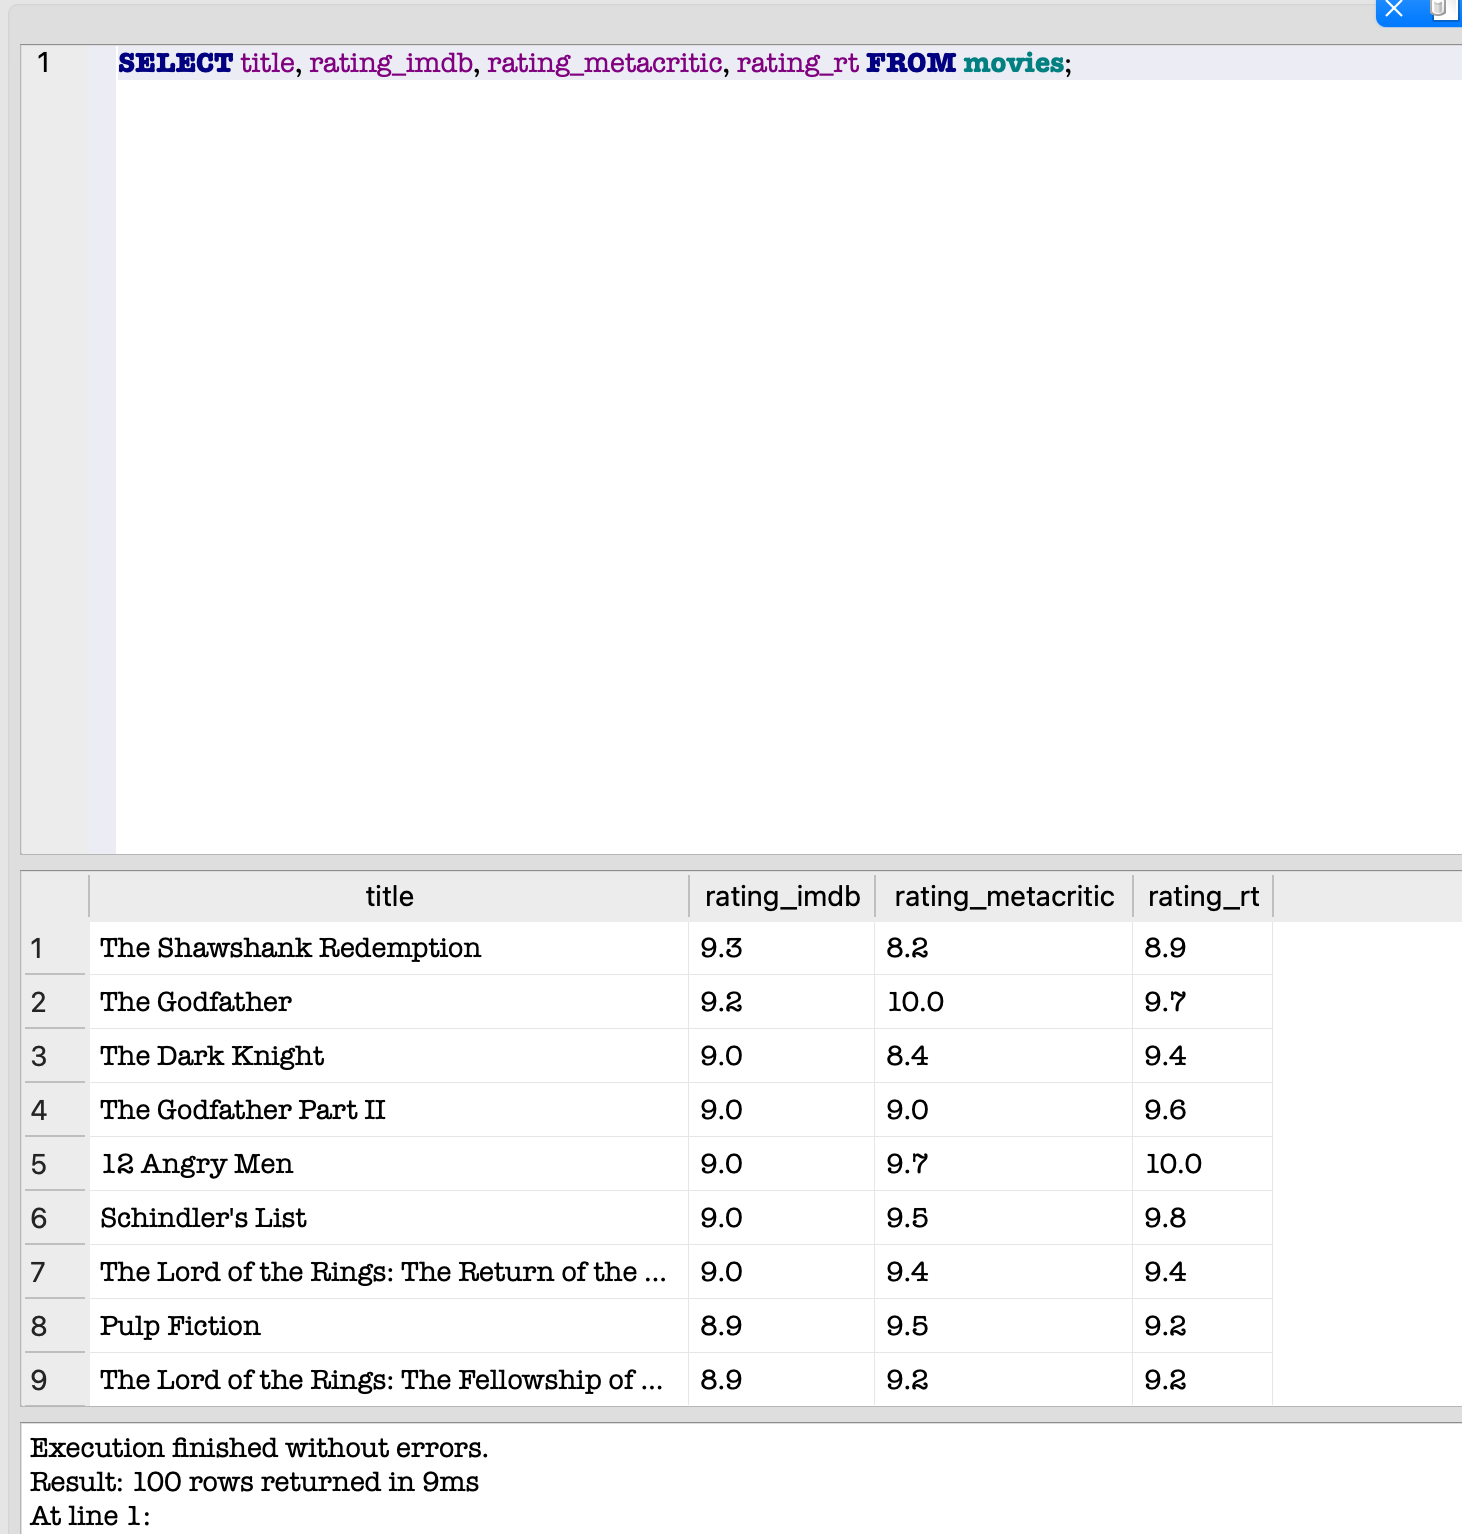 1 SELECT title, rating_imdb, rating_metacritic, rating_rt FROM movies;
title rating_imdb rating_metacritic rating_rt
1 The Shawshank Redemption 9.3 8.2 8.9
2 The Godfather 9.2 10.0 9.7
3 The Dark Knight 9.0 8.4 9.4
4 The Godfather Part II 9.0 9.0 9.6
5 12 Angry Men 9.0 9.7 10.0
6 Schindler's List 9.0 9.5 9.8
7 The Lord of the Rings: The Return of the ... 9.0 9.4 9.4
8 Pulp Fiction 8.9 9.5 9.2
9 The Lord of the Rings: The Fellowship of ... 8.9 9.2 9.2
Execution finished without errors.
Result: 100 rows returned in 9ms
At line 1: